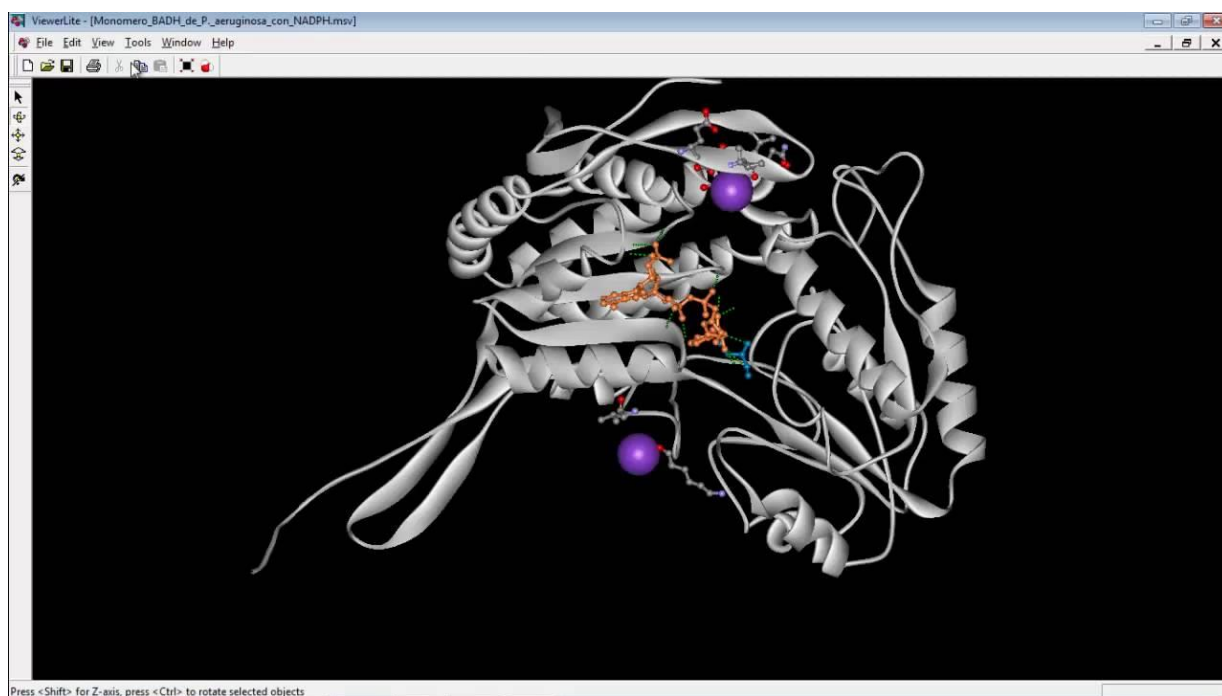 ViewerLite - [Monomero_BADH_de_P._aeruginosa_con_NADPH.msv]
File Edit View Tools Window Help
Press <Shift> for Z-axis, press <Ctrl> to rotate selected objects